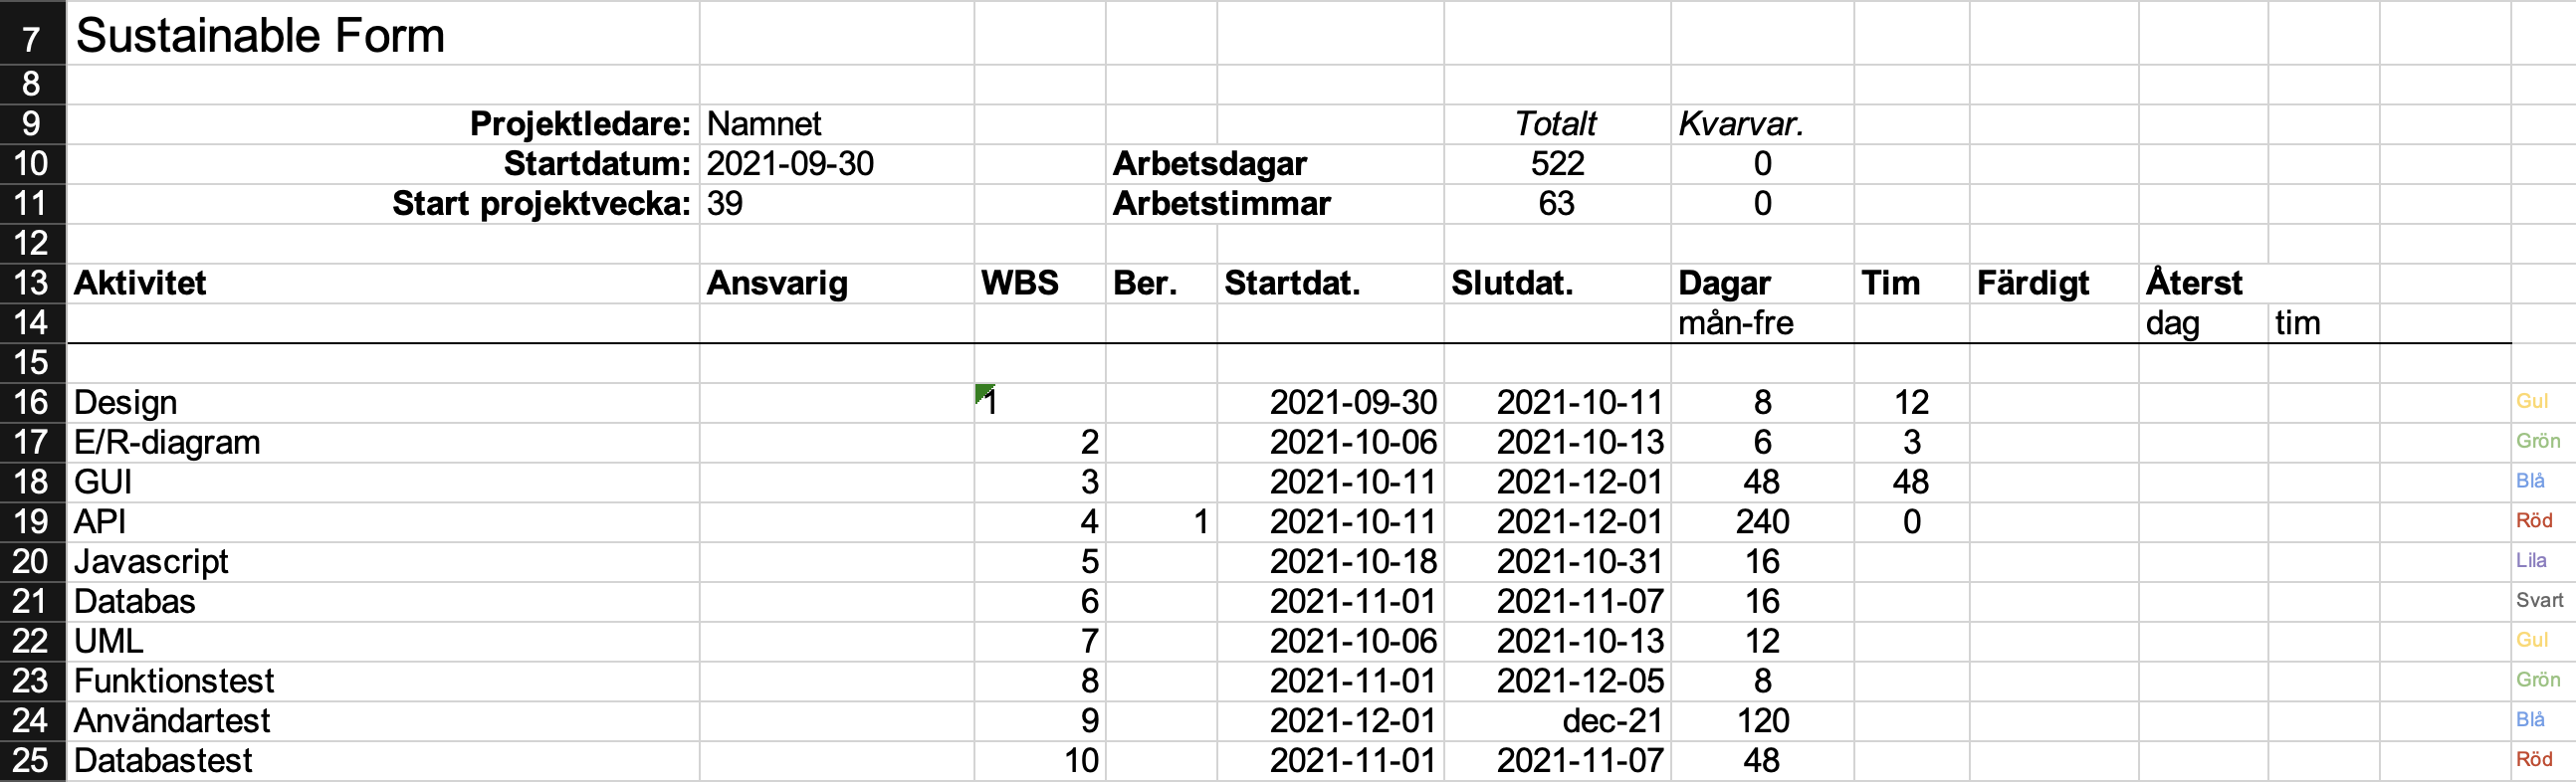 7 Sustainable Form
8
9 Projektledare: Namnet Totalt Kvarvar.
10 Startdatum: 2021-09-30 Arbetsdagar 522 0
11 Start projektvecka: 39 Arbetstimmar 63 0
12
13 Aktivitet Ansvarig WBS Ber. Startdat. Slutdat. Dagar Tim Färdigt Återst
14 mån-fre dag tim
15
16 Design 1 2021-09-30 2021-10-11 8 12 Gul
17 E/R-diagram 2 2021-10-06 2021-10-13 6 3 Grön
18 GUI 3 2021-10-11 2021-12-01 48 48 Blå
19 API 4 1 2021-10-11 2021-12-01 240 0 Röd
20 Javascript 5 2021-10-18 2021-10-31 16 Lila
21 Databas 6 2021-11-01 2021-11-07 16 Svart
22 UML 7 2021-10-06 2021-10-13 12 Gul
23 Funktionstest 8 2021-11-01 2021-12-05 8 Grön
24 Användartest 9 2021-12-01 dec-21 120 Blå
25 Databastest 10 2021-11-01 2021-11-07 48 Röd